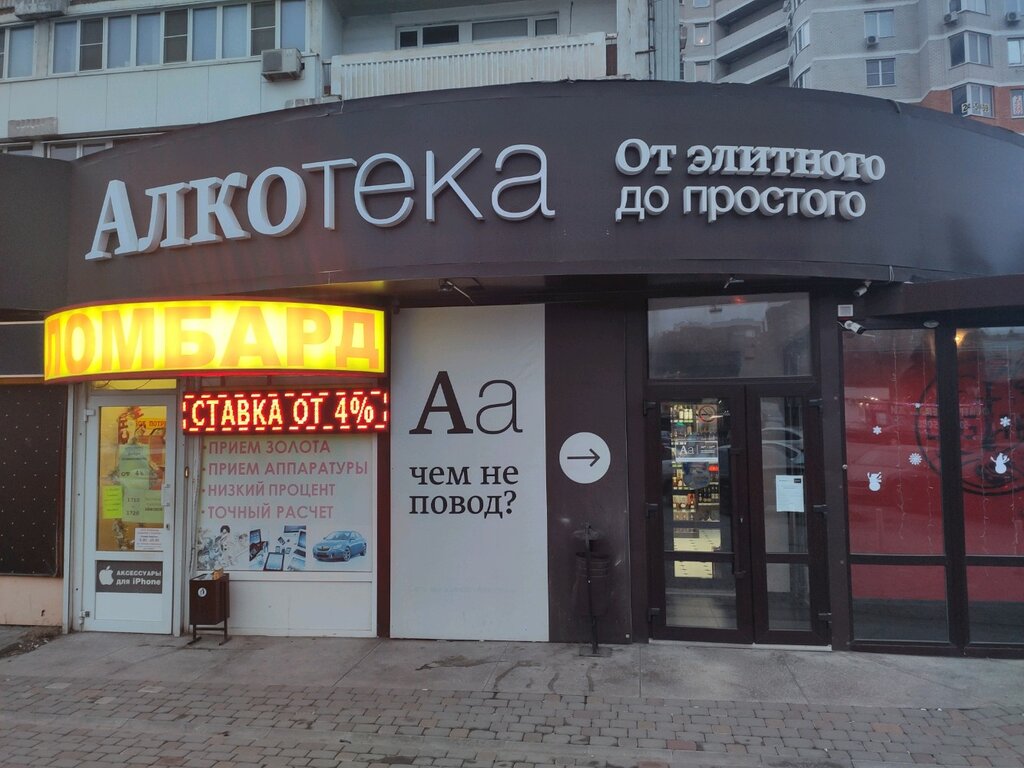 Алкотека
От элитного
до простого
ЛОМБАРД
СТАВКА ОТ 4%
• ПРИЕМ ЗОЛОТА
• ПРИЕМ АППАРАТУРЫ
• НИЗКИЙ ПРОЦЕНТ
• ТОЧНЫЙ РАСЧЕТ
Аа
чем не
повод?
Аа
АКСЕССУАРЫ
для iPhone